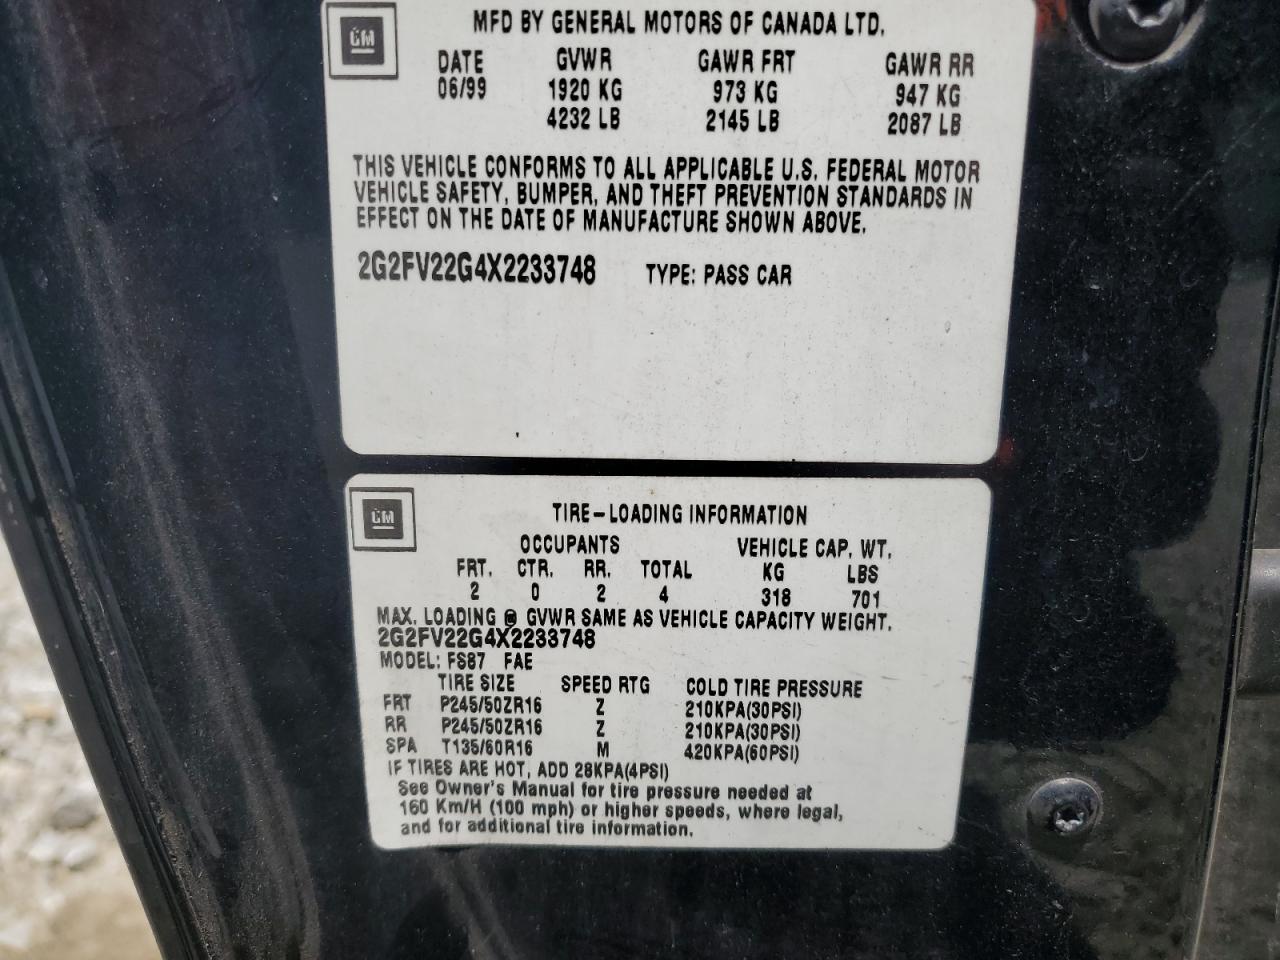 GM
MFD BY GENERAL MOTORS OF CANADA LTD.
DATE GVWR GAWR FRT GAWR RR
06/99 1920 KG 973 KG 947 KG
4232 LB 2145 LB 2087 LB
THIS VEHICLE CONFORMS TO ALL APPLICABLE U.S. FEDERAL MOTOR
VEHICLE SAFETY, BUMPER, AND THEFT PREVENTION STANDARDS IN
EFFECT ON THE DATE OF MANUFACTURE SHOWN ABOVE.
2G2FV22G4X2233748 TYPE: PASS CAR
GM
TIRE-LOADING INFORMATION
OCCUPANTS VEHICLE CAP. WT.
FRT. CTR. RR. TOTAL KG LBS
2 0 2 4 318 701
MAX. LOADING @ GVWR SAME AS VEHICLE CAPACITY WEIGHT.
2G2FV22G4X2233748
MODEL: FS87 FAE
TIRE SIZE SPEED RTG COLD TIRE PRESSURE
FRT P245/50ZR16 Z 210KPA(30PSI)
RR P245/50ZR16 Z 210KPA(30PSI)
SPA T135/60R16 M 420KPA(60PSI)
IF TIRES ARE HOT, ADD 28KPA(4PSI)
See Owner's Manual for tire pressure needed at
160 Km/H (100 mph) or higher speeds, where legal,
and for additional tire information.